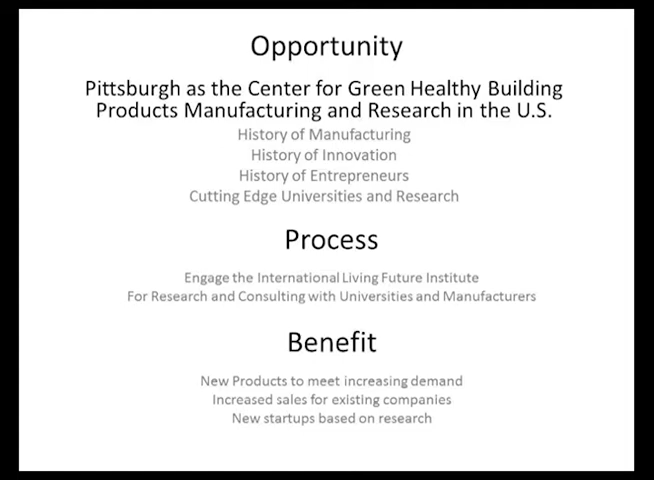 Opportunity
Pittsburgh as the Center for Green Healthy Building
Products Manufacturing and Research in the U.S.
History of Manufacturing
History of Innovation
History of Entrepreneurs
Cutting Edge Universities and Research
Process
Engage the International Living Future Institute
For Research and Consulting with Universities and Manufacturers
Benefit
New Products to meet increasing demand
Increased sales for existing companies
New startups based on research